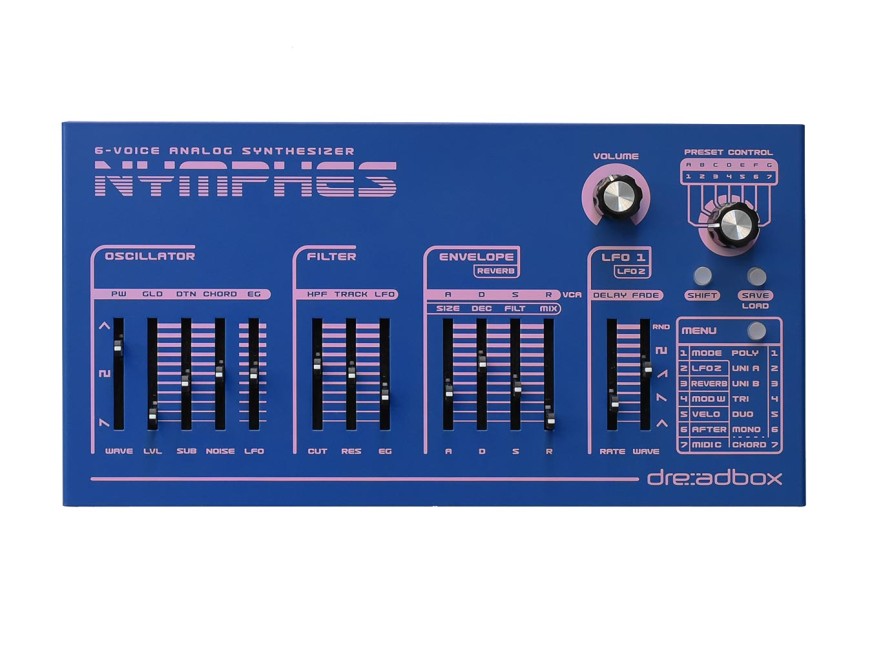 6-VOICE ANALOG SYNTHESIZER
NYMPHES
VOLUME
PRESET CONTROL
A B C D E F G
1 2 3 4 5 6 7
OSCILLATOR
FILTER
ENVELOPE
REVERB
LFO 1
LFO 2
SHIFT
SAVE
LOAD
PW GLD DTN CHORD EG
HPF TRACK LFO
A D S R VCA
SIZE DEC FILT MIX
DELAY FADE
RND
MENU
1 MODE POLY 1
2 LFO 2 UNI A 2
3 REVERB UNI B 3
4 MOD W TRI 4
5 VELO DUO 5
6 AFTER MONO 6
7 MIDI C CHORD 7
WAVE LVL SUB NOISE LFO
CUT RES EG
A D S R
RATE WAVE
dre:adbox